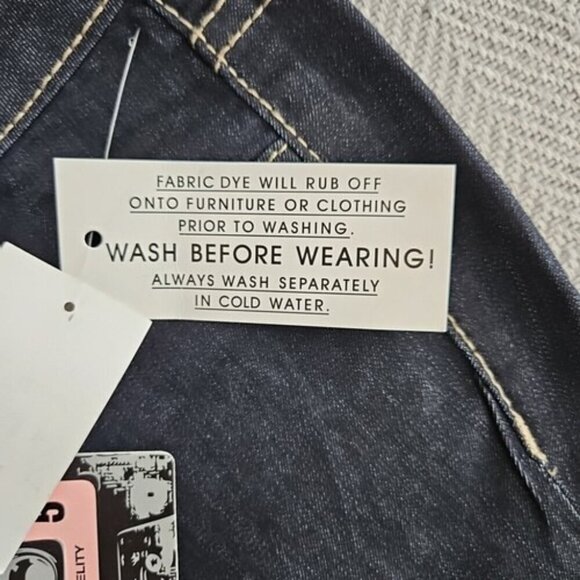 FABRIC DYE WILL RUB OFF
ONTO FURNITURE OR CLOTHING
PRIOR TO WASHING.
WASH BEFORE WEARING!
ALWAYS WASH SEPARATELY
IN COLD WATER.